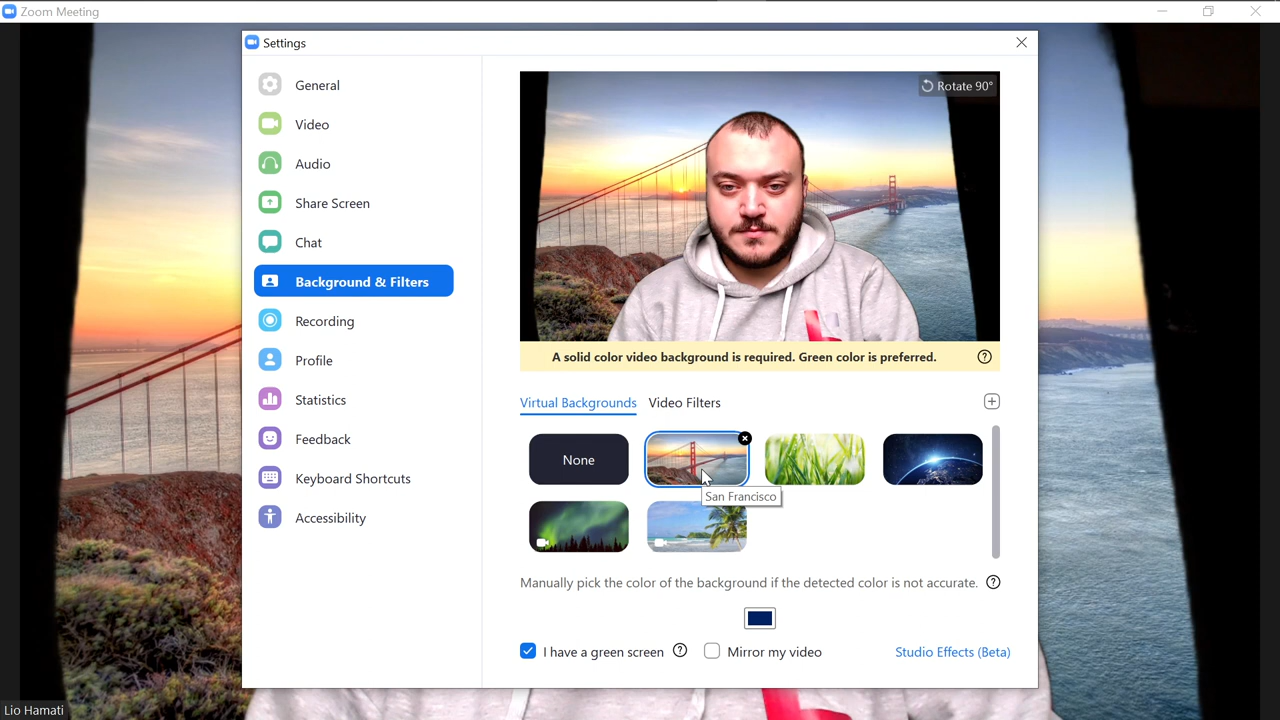 Zoom Meeting
Settings
General
Video
Audio
Share Screen
Chat
Background & Filters
Recording
Profile
Statistics
Feedback
Keyboard Shortcuts
Accessibility
Rotate 90°
A solid color video background is required. Green color is preferred.
Virtual Backgrounds Video Filters
None
San Francisco
Manually pick the color of the background if the detected color is not accurate.
I have a green screen Mirror my video Studio Effects (Beta)
Lio Hamati